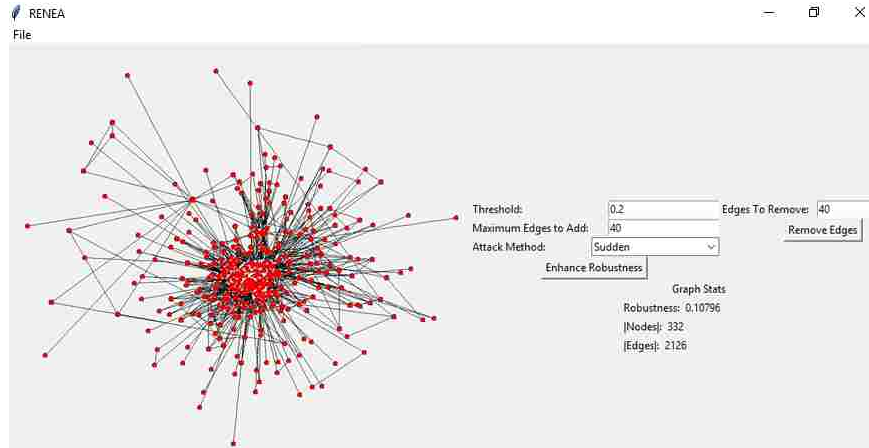 RENEA
File
Threshold: 0.2 Edges To Remove: 40
Maximum Edges to Add: 40
Remove Edges
Attack Method: Sudden
Enhance Robustness
Graph Stats
Robustness: 0.10796
|Nodes|: 332
|Edges|: 2126